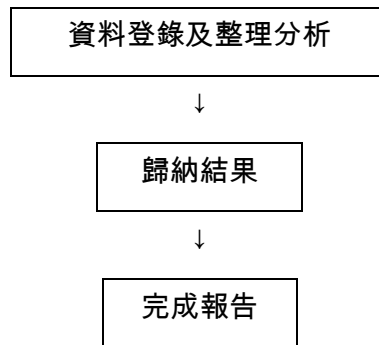 資料登錄及整理分析
↓
歸納結果
↓
完成報告